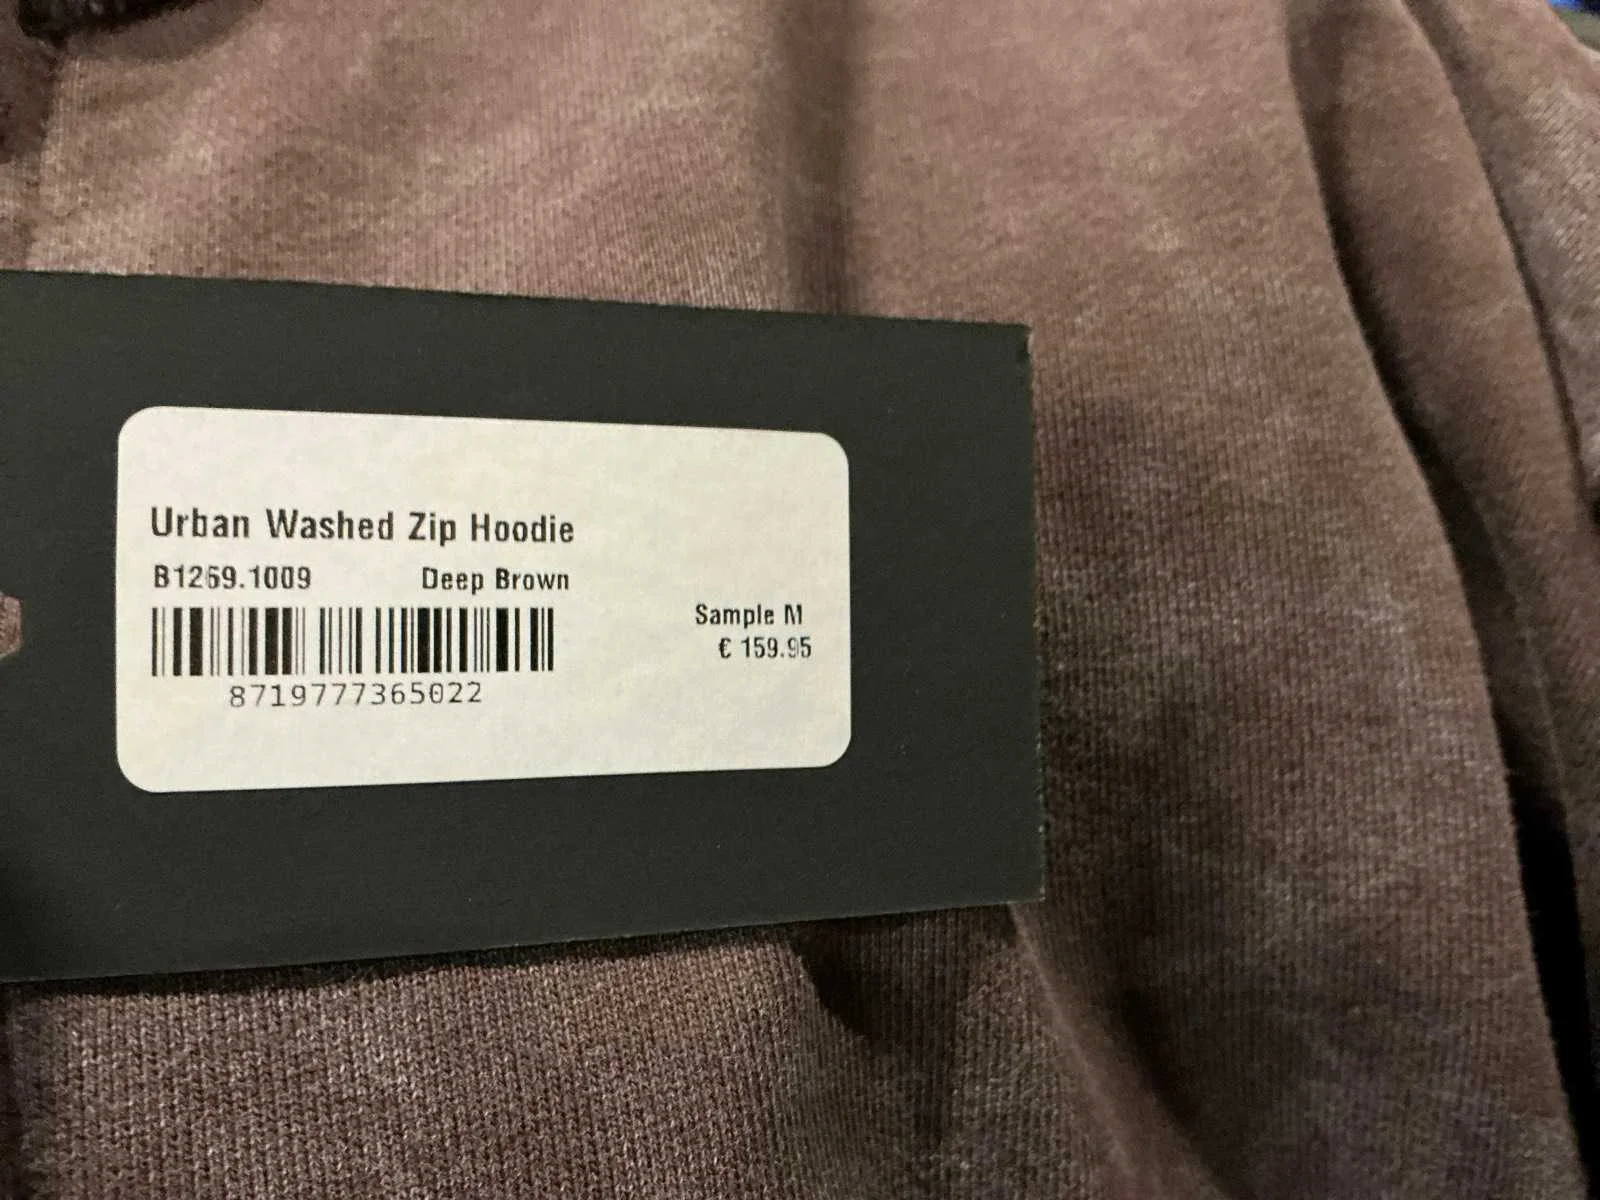 Urban Washed Zip Hoodie
B1269.1009 Deep Brown
Sample M
€ 159.95
8719777365022